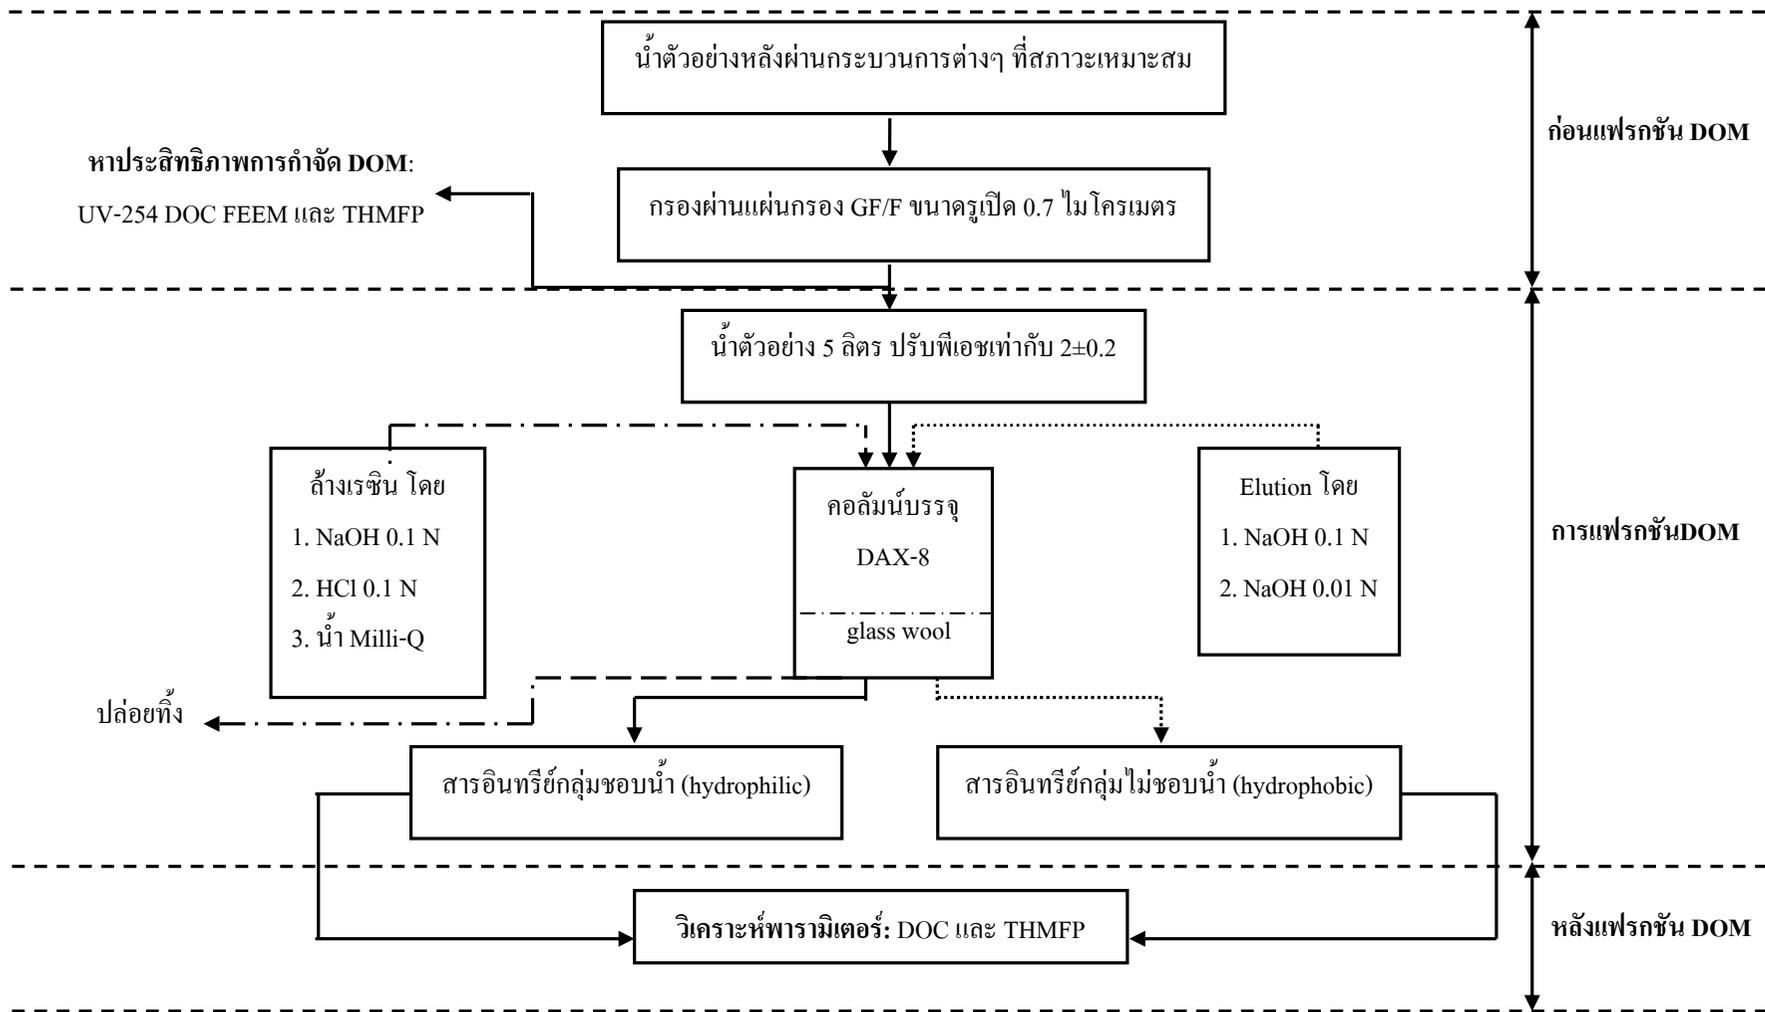 น้ำตัวอย่างหลังผ่านกระบวนการต่างๆ ที่สภาวะเหมาะสม
ก่อนแฟรกชัน DOM
หาประสิทธิภาพการกำจัด DOM:
UV-254 DOC FEEM และ THMFP
กรองผ่านแผ่นกรอง GF/F ขนาดรูเปิด 0.7 ไมโครเมตร
น้ำตัวอย่าง 5 ลิตร ปรับพีเอชเท่ากับ 2±0.2
ล้างเรซิน โดย
1. NaOH 0.1 N
2. HCl 0.1 N
3. น้ำ Milli-Q
คอลัมน์บรรจุ
DAX-8
glass wool
Elution โดย
1. NaOH 0.1 N
2. NaOH 0.01 N
การแฟรกชันDOM
ปล่อยทิ้ง
สารอินทรีย์กลุ่มชอบน้ำ (hydrophilic)
สารอินทรีย์กลุ่มไม่ชอบน้ำ (hydrophobic)
วิเคราะห์พารามิเตอร์: DOC และ THMFP
หลังแฟรกชัน DOM